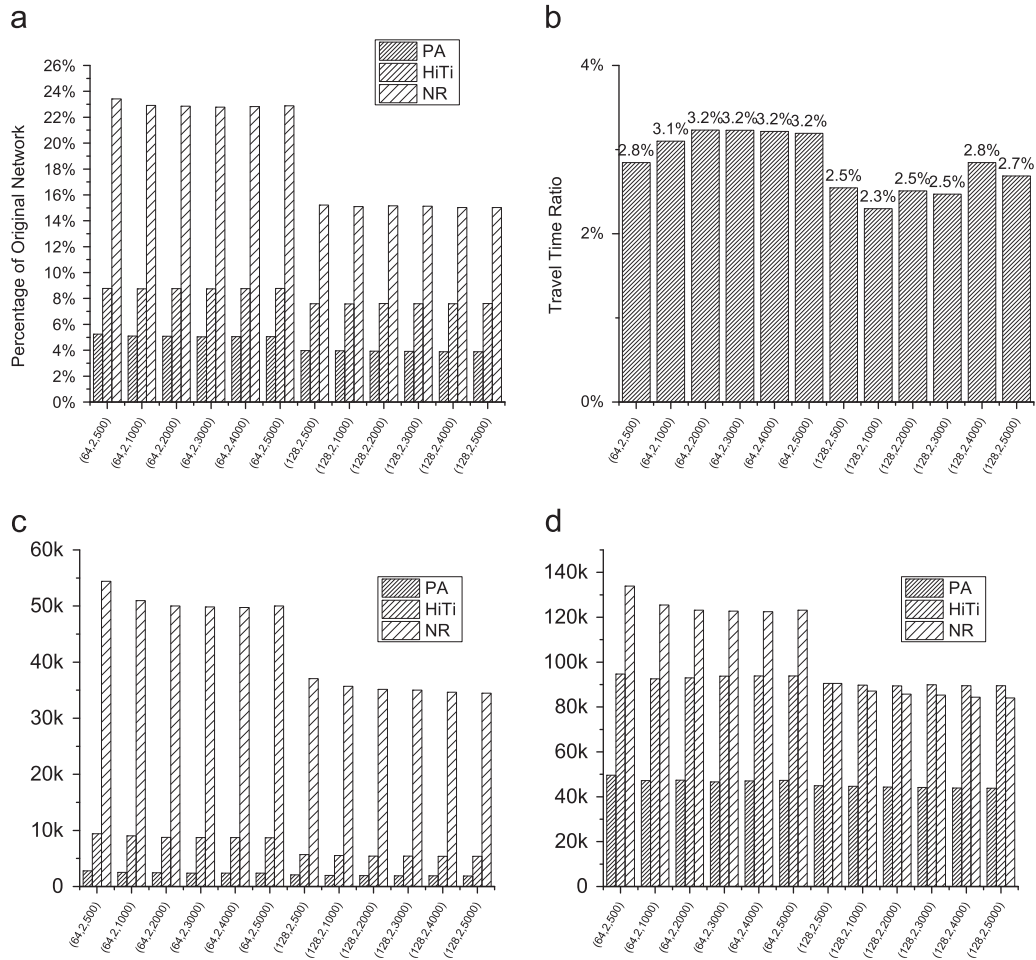 a
PA
HiTi
NR
26%
24%
22%
20%
18%
16%
14%
12%
10%
8%
6%
4%
2%
0%
Percentage of Original Network
(64,2,500)
(64,2,1000)
(64,2,2000)
(64,2,3000)
(64,2,4000)
(64,2,5000)
(128,2,500)
(128,2,1000)
(128,2,2000)
(128,2,3000)
(128,2,4000)
(128,2,5000)
b
4%
2%
0%
Travel Time Ratio
2.8%
3.1%
3.2%
3.2%
3.2%
3.2%
2.5%
2.3%
2.5%
2.5%
2.8%
2.7%
(64,2,500)
(64,2,1000)
(64,2,2000)
(64,2,3000)
(64,2,4000)
(64,2,5000)
(128,2,500)
(128,2,1000)
(128,2,2000)
(128,2,3000)
(128,2,4000)
(128,2,5000)
c
PA
HiTi
NR
60k
50k
40k
30k
20k
10k
0
(64,2,500)
(64,2,1000)
(64,2,2000)
(64,2,3000)
(64,2,4000)
(64,2,5000)
(128,2,500)
(128,2,1000)
(128,2,2000)
(128,2,3000)
(128,2,4000)
(128,2,5000)
d
PA
HiTi
NR
140k
120k
100k
80k
60k
40k
20k
0
(64,2,500)
(64,2,1000)
(64,2,2000)
(64,2,3000)
(64,2,4000)
(64,2,5000)
(128,2,500)
(128,2,1000)
(128,2,2000)
(128,2,3000)
(128,2,4000)
(128,2,5000)